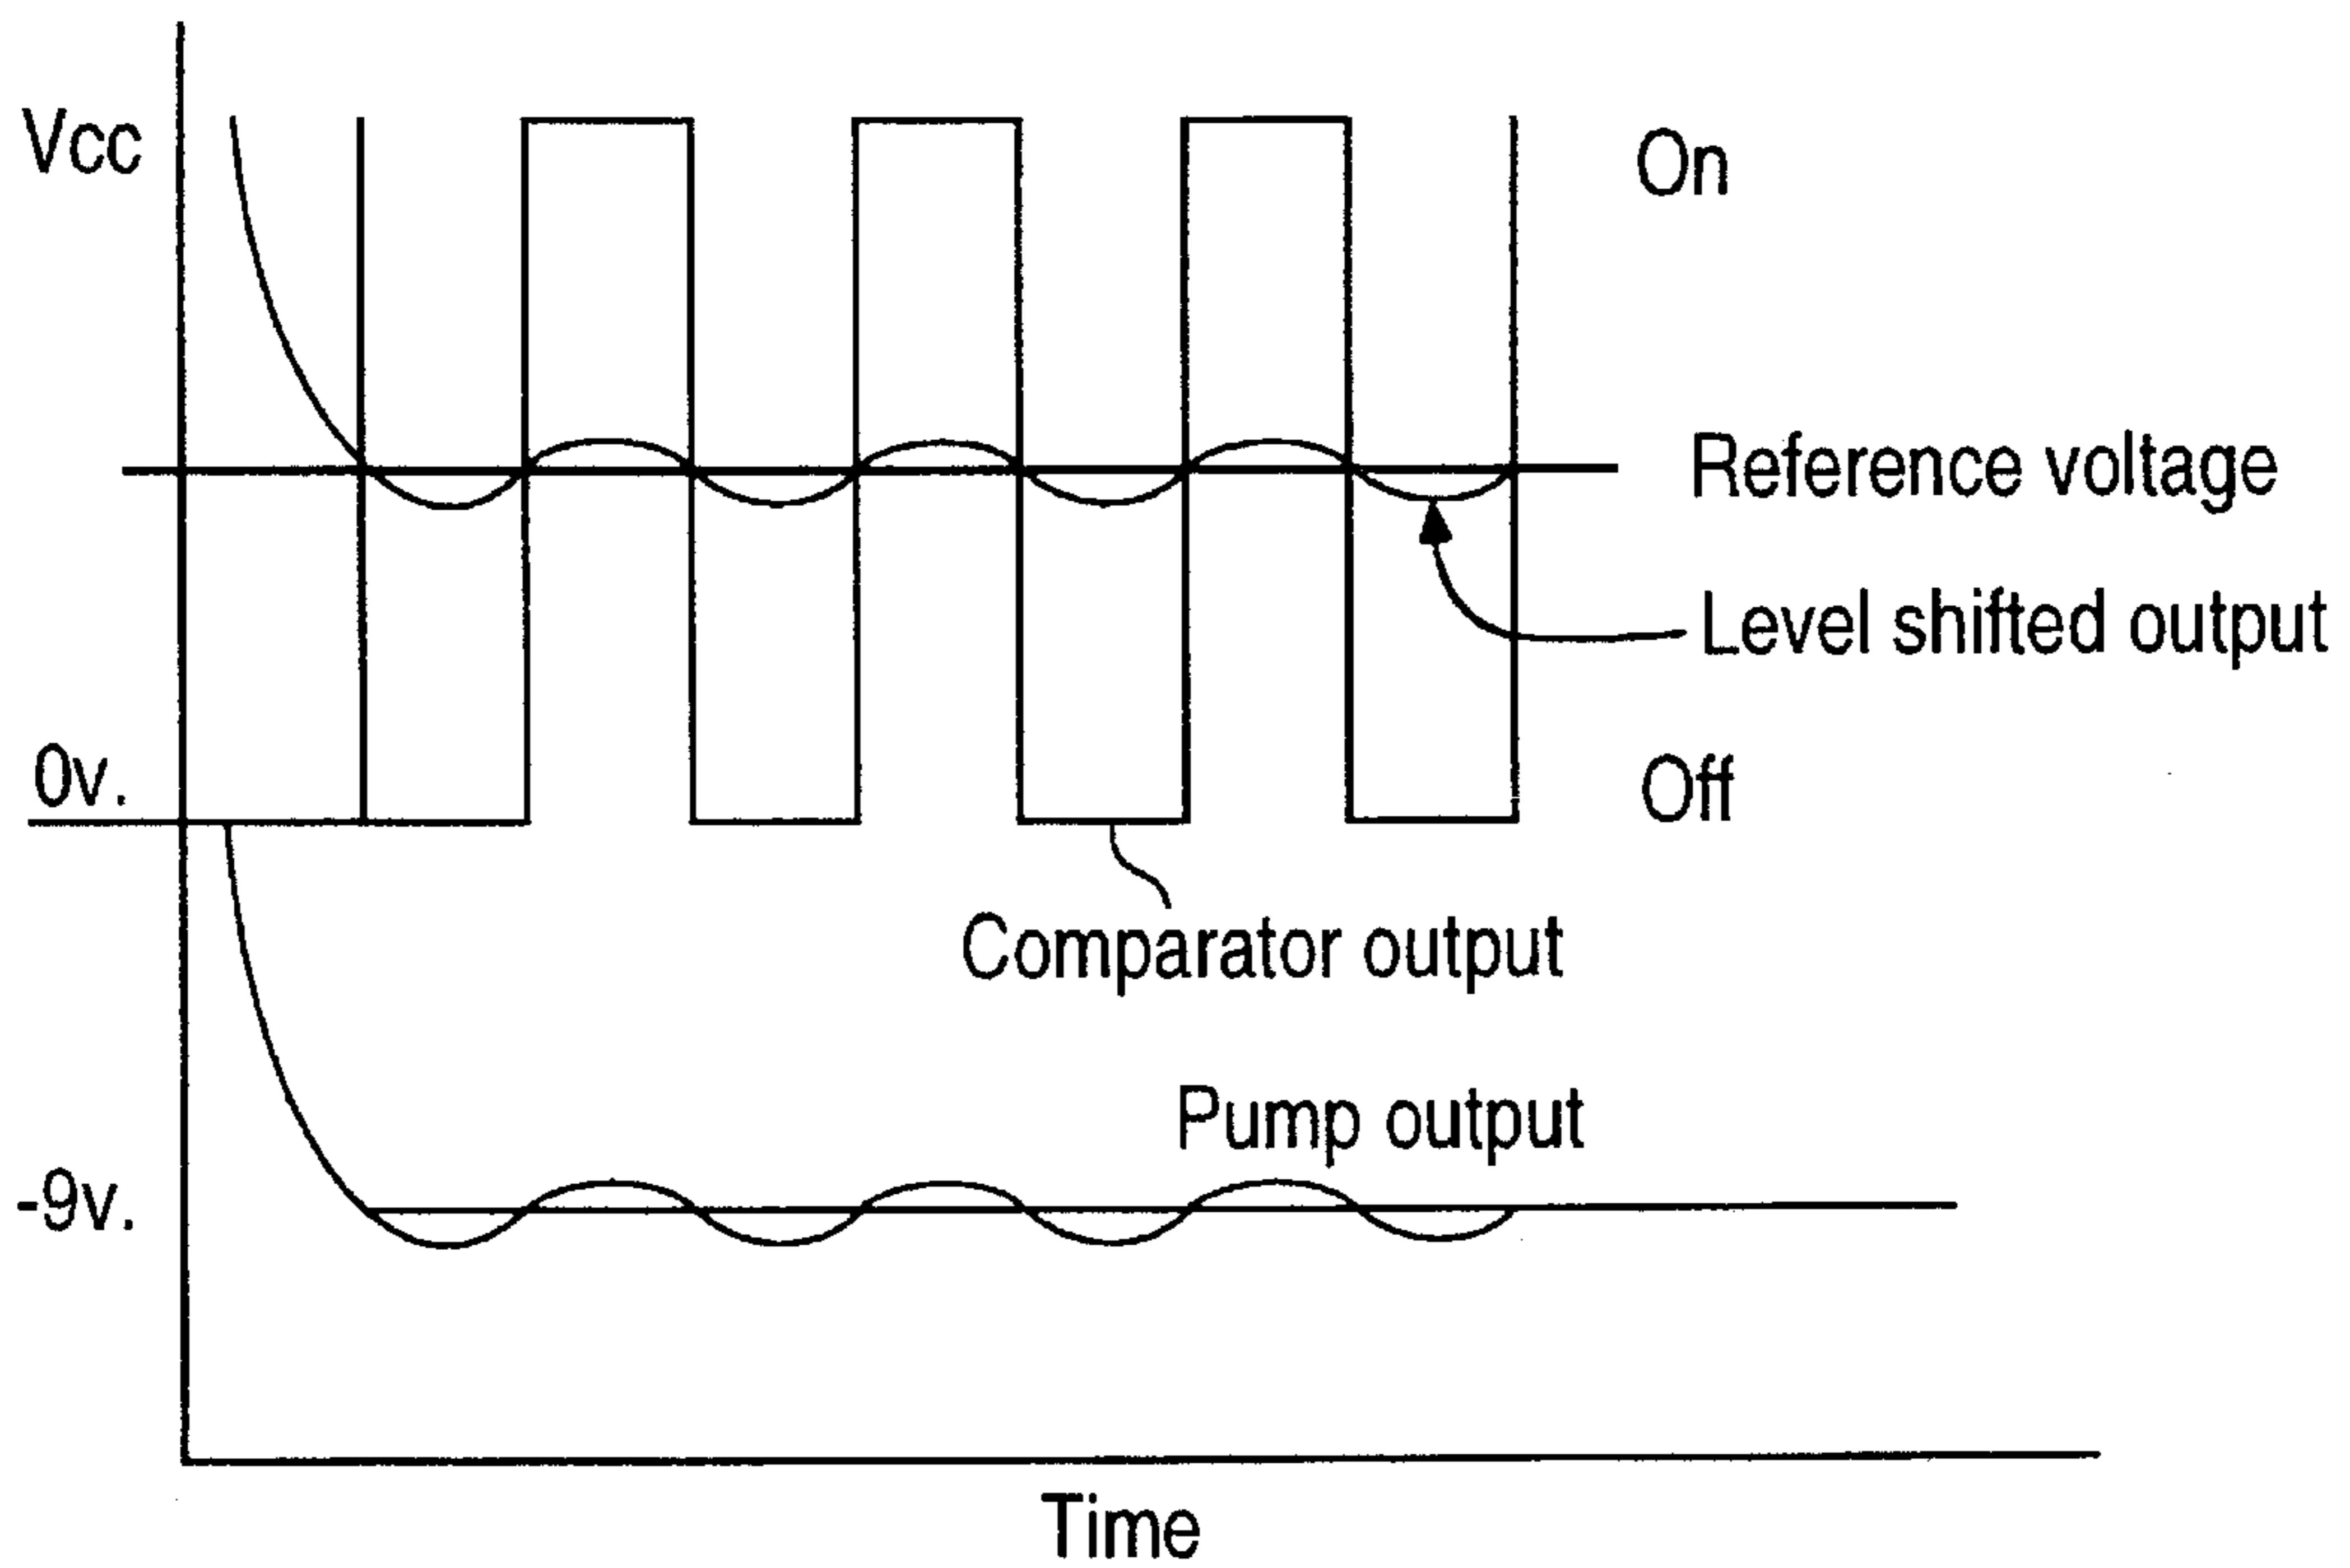 Vcc
On
Reference voltage
Level shifted output
0v.
Off
Comparator output
Pump output
-9v.
Time